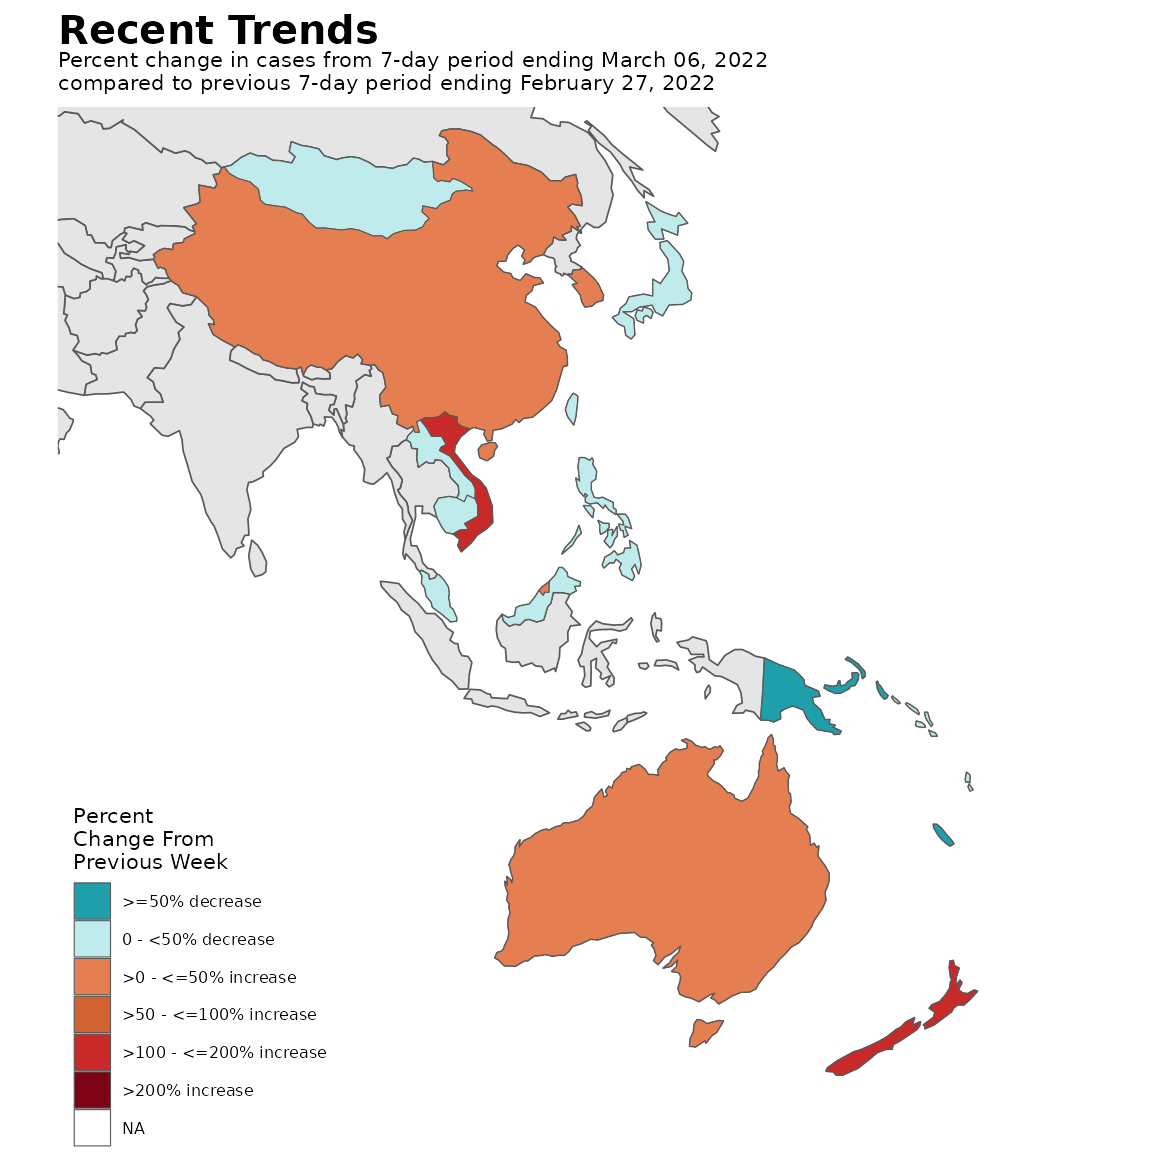 Recent Trends
Percent change in cases from 7-day period ending March 06, 2022
compared to previous 7-day period ending February 27, 2022
Percent
Change From
Previous Week
>=50% decrease
0 - <50% decrease
>0 - <=50% increase
>50 - <=100% increase
>100 - <=200% increase
>200% increase
NA